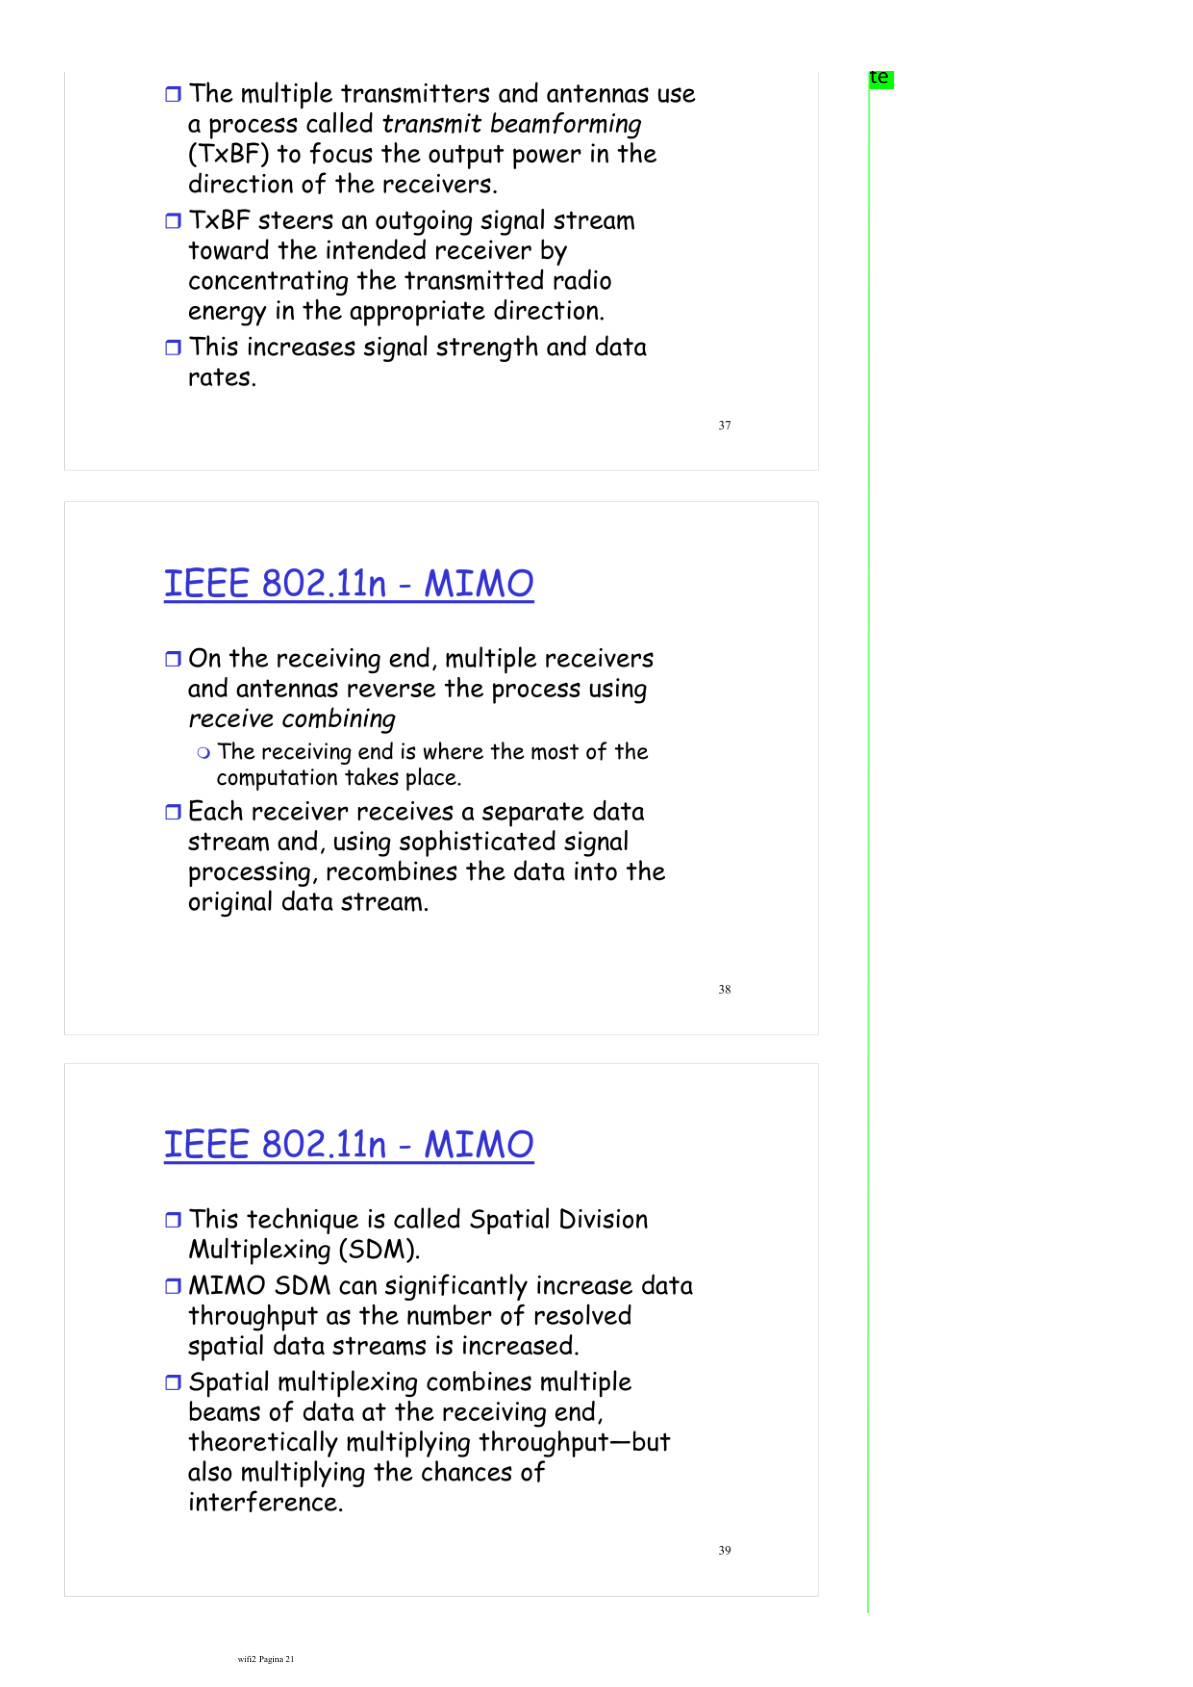 te
The multiple transmitters and antennas use
a process called transmit beamforming
(TxBF) to focus the output power in the
direction of the receivers.
TxBF steers an outgoing signal stream
toward the intended receiver by
concentrating the transmitted radio
energy in the appropriate direction.
This increases signal strength and data
rates.
37
IEEE 802.11n - MIMO
On the receiving end, multiple receivers
and antennas reverse the process using
receive combining
The receiving end is where the most of the
computation takes place.
Each receiver receives a separate data
stream and, using sophisticated signal
processing, recombines the data into the
original data stream.
38
IEEE 802.11n - MIMO
This technique is called Spatial Division
Multiplexing (SDM).
MIMO SDM can significantly increase data
throughput as the number of resolved
spatial data streams is increased.
Spatial multiplexing combines multiple
beams of data at the receiving end,
theoretically multiplying throughput—but
also multiplying the chances of
interference.
39
wifi2 Pagina 21